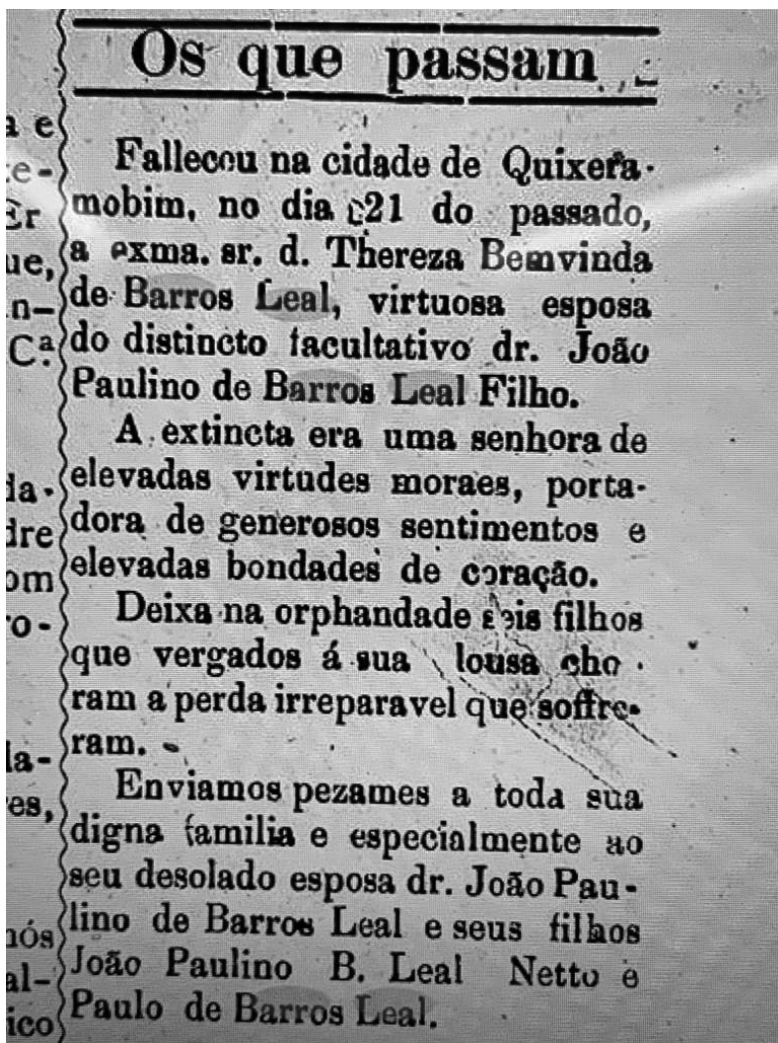 Os que passam
Falleceu na cidade de Quixera-
mobim, no dia 21 do passado,
a exma. sr. d. Thereza Bemvinda
de Barros Leal, virtuosa esposa
do distincto facultativo dr. João
Paulino de Barros Leal Filho.
A extincta era uma senhora de
elevadas virtudes moraes, porta-
dora de generosos sentimentos e
elevadas bondades de coração.
Deixa na orphandade seis filhos
que vergados á sua lousa cho-
ram a perda irreparavel que soffre-
ram.
Enviamos pezames a toda sua
digna familia e especialmente ao
seu desolado esposa dr. João Pau-
lino de Barros Leal e seus filhos
João Paulino B. Leal Netto e
Paulo de Barros Leal.